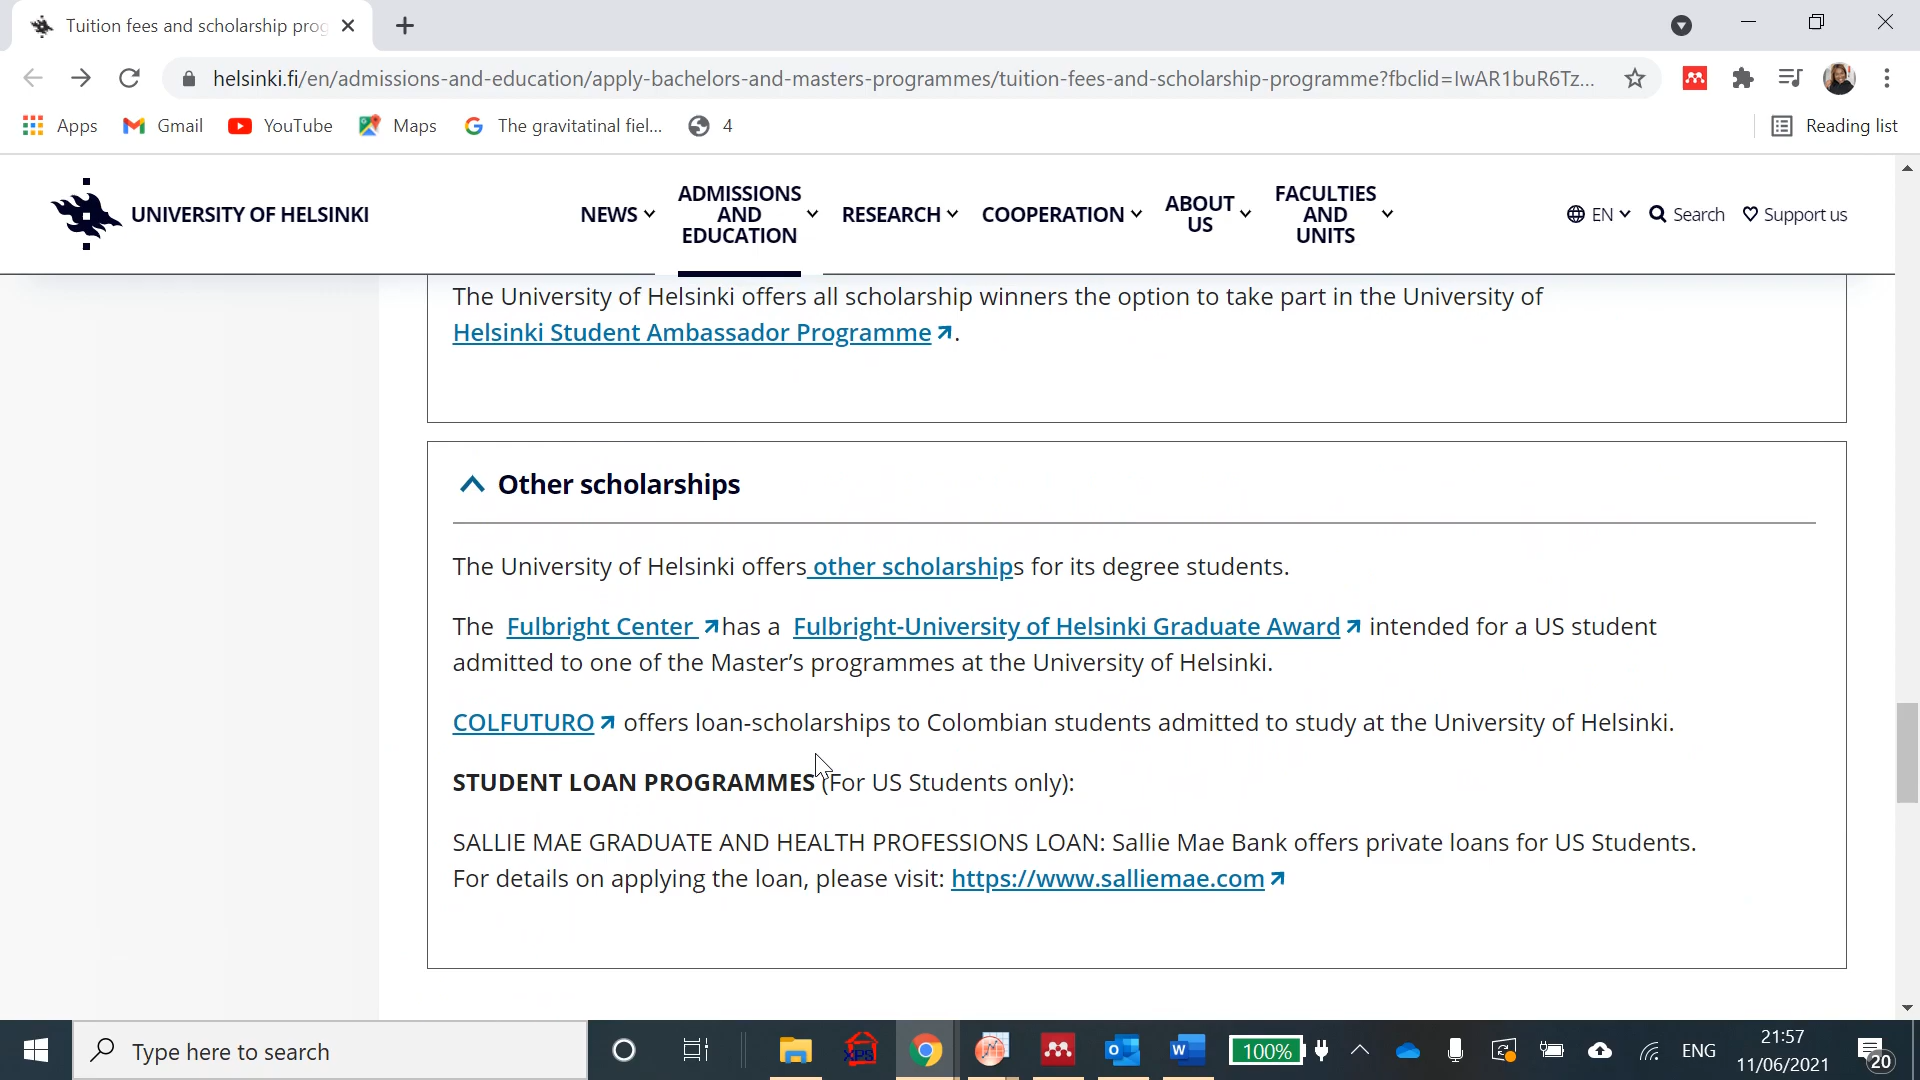 Tuition fees and scholarship prog
helsinki.fi/en/admissions-and-education/apply-bachelors-and-masters-programmes/tuition-fees-and-scholarship-programme?fbclid=IwAR1buR6Tz...
Apps Gmail YouTube Maps The gravitatinal fiel... 4 Reading list
UNIVERSITY OF HELSINKI
NEWS
ADMISSIONS
AND
EDUCATION
RESEARCH
COOPERATION
ABOUT
US
FACULTIES
AND
UNITS
EN Search Support us
The University of Helsinki offers all scholarship winners the option to take part in the University of
Helsinki Student Ambassador Programme.
Other scholarships
The University of Helsinki offers other scholarships for its degree students.
The Fulbright Center has a Fulbright-University of Helsinki Graduate Award intended for a US student
admitted to one of the Master's programmes at the University of Helsinki.
COLFUTURO offers loan-scholarships to Colombian students admitted to study at the University of Helsinki.
STUDENT LOAN PROGRAMMES (For US Students only):
SALLIE MAE GRADUATE AND HEALTH PROFESSIONS LOAN: Sallie Mae Bank offers private loans for US Students.
For details on applying the loan, please visit: https://www.salliemae.com
Type here to search
XPS
100%
ENG
21:57
11/06/2021
20